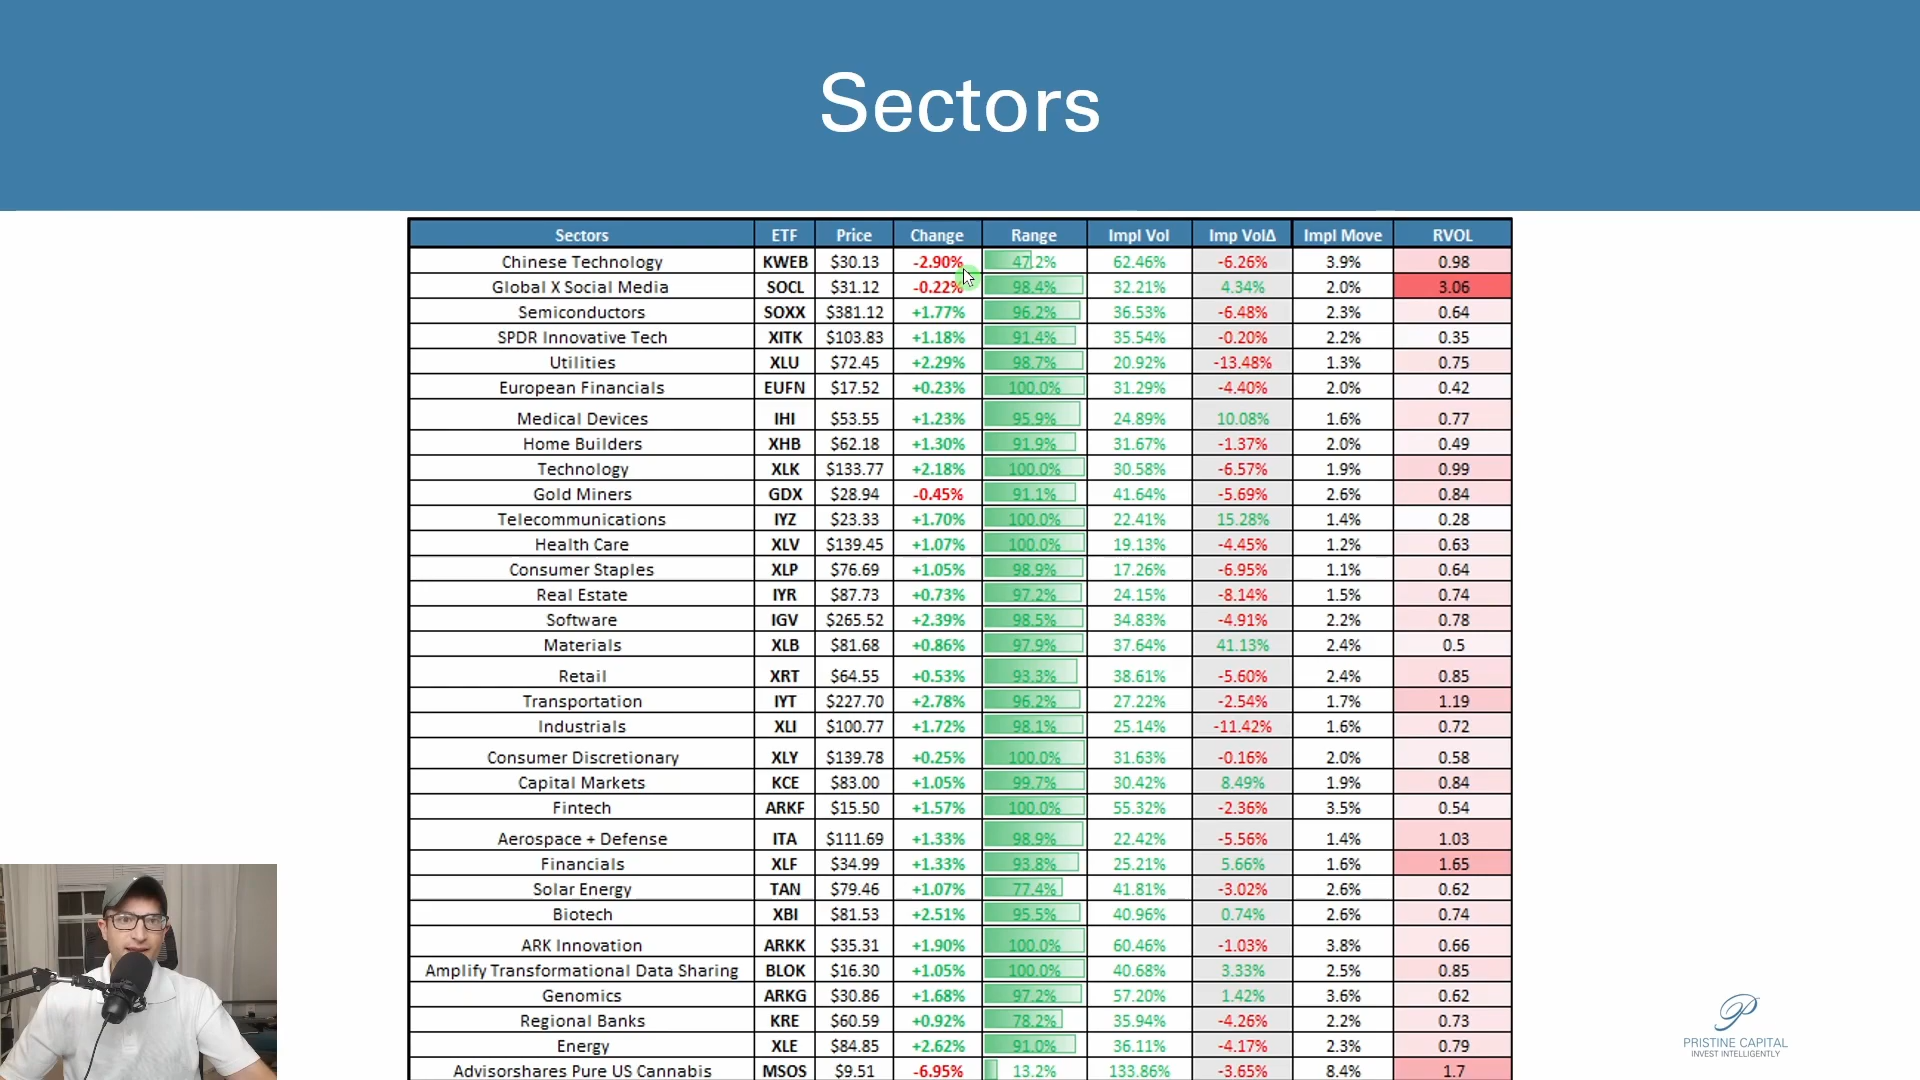 Sectors
Sectors ETF Price Change Range Impl Vol Imp VolΔ Impl Move RVOL
Chinese Technology KWEB $30.13 -2.90% 47.2% 62.46% -6.26% 3.9% 0.98
Global X Social Media SOCL $31.12 -0.22% 98.4% 32.21% 4.34% 2.0% 3.06
Semiconductors SOXX $381.12 +1.77% 96.2% 36.53% -6.48% 2.3% 0.64
SPDR Innovative Tech XITK $103.83 +1.18% 91.4% 35.54% -0.20% 2.2% 0.35
Utilities XLU $72.45 +2.29% 98.7% 20.92% -13.48% 1.3% 0.75
European Financials EUFN $17.52 +0.23% 100.0% 31.29% -4.40% 2.0% 0.42
Medical Devices IHI $53.55 +1.23% 95.9% 24.89% 10.08% 1.6% 0.77
Home Builders XHB $62.18 +1.30% 91.9% 31.67% -1.37% 2.0% 0.49
Technology XLK $133.77 +2.18% 100.0% 30.58% -6.57% 1.9% 0.99
Gold Miners GDX $28.94 -0.45% 91.1% 41.64% -5.69% 2.6% 0.84
Telecommunications IYZ $23.33 +1.70% 100.0% 22.41% 15.28% 1.4% 0.28
Health Care XLV $139.45 +1.07% 100.0% 19.13% -4.45% 1.2% 0.63
Consumer Staples XLP $76.69 +1.05% 98.9% 17.26% -6.95% 1.1% 0.64
Real Estate IYR $87.73 +0.73% 97.2% 24.15% -8.14% 1.5% 0.74
Software IGV $265.52 +2.39% 98.5% 34.83% -4.91% 2.2% 0.78
Materials XLB $81.68 +0.86% 97.9% 37.64% 41.13% 2.4% 0.5
Retail XRT $64.55 +0.53% 93.3% 38.61% -5.60% 2.4% 0.85
Transportation IYT $227.70 +2.78% 96.2% 27.22% -2.54% 1.7% 1.19
Industrials XLI $100.77 +1.72% 98.1% 25.14% -11.42% 1.6% 0.72
Consumer Discretionary XLY $139.78 +0.25% 100.0% 31.63% -0.16% 2.0% 0.58
Capital Markets KCE $83.00 +1.05% 99.7% 30.42% 8.49% 1.9% 0.84
Fintech ARKF $15.50 +1.57% 100.0% 55.32% -2.36% 3.5% 0.54
Aerospace + Defense ITA $111.69 +1.33% 98.9% 22.42% -5.56% 1.4% 1.03
Financials XLF $34.99 +1.33% 93.8% 25.21% 5.66% 1.6% 1.65
Solar Energy TAN $79.46 +1.07% 77.4% 41.81% -3.02% 2.6% 0.62
Biotech XBI $81.53 +2.51% 95.5% 40.96% 0.74% 2.6% 0.74
ARK Innovation ARKK $35.31 +1.90% 100.0% 60.46% -1.03% 3.8% 0.66
Amplify Transformational Data Sharing BLOK $16.30 +1.05% 100.0% 40.68% 3.33% 2.5% 0.85
Genomics ARKG $30.86 +1.68% 97.2% 57.20% 1.42% 3.6% 0.62
Regional Banks KRE $60.59 +0.92% 78.2% 35.94% -4.26% 2.2% 0.73
Energy XLE $84.85 +2.62% 91.0% 36.11% -4.17% 2.3% 0.79
Advisorshares Pure US Cannabis MSOS $9.51 -6.95% 13.2% 133.86% -3.65% 8.4% 1.7
PRISTINE CAPITAL
INVEST INTELLIGENTLY